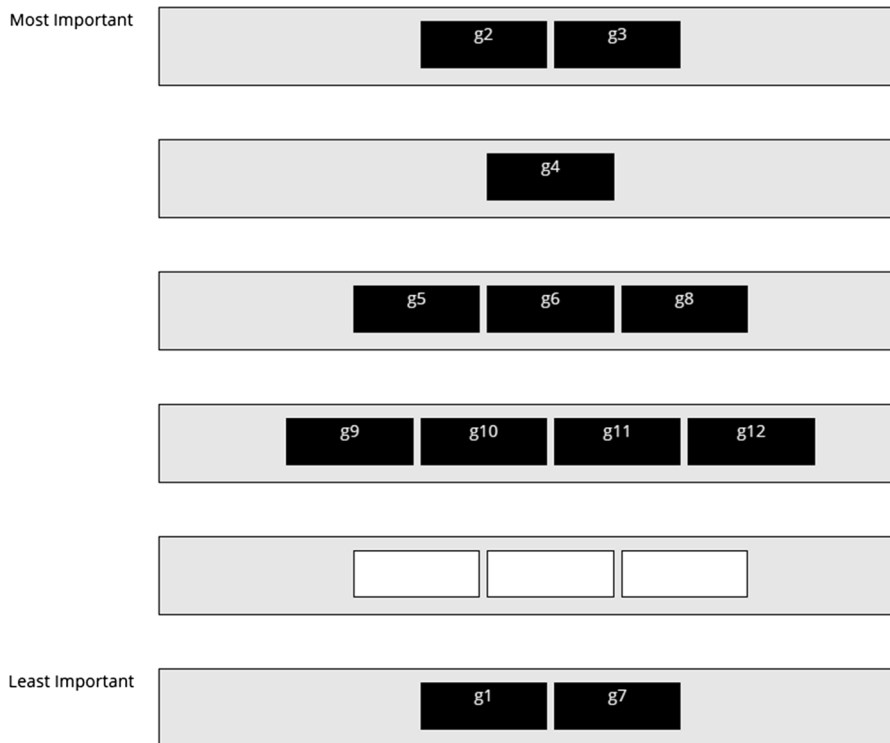 Most Important
g2 g3
g4
g5 g6 g8
g9 g10 g11 g12
Least Important
g1 g7